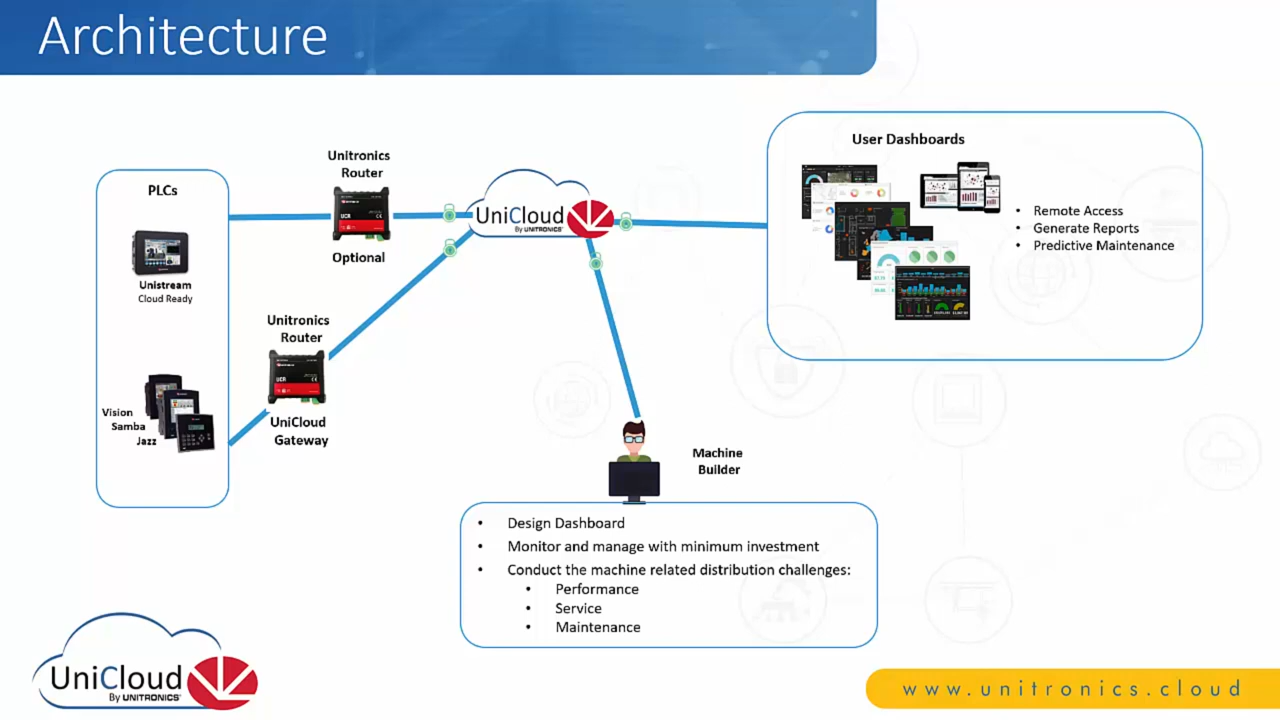 Architecture
PLCs
Unistream
Cloud Ready
Vision
Samba
Jazz
Unitronics
Router
UCR
Optional
Unitronics
Router
UCR
UniCloud
Gateway
UniCloud
By UNITRONICS
User Dashboards
• Remote Access
• Generate Reports
• Predictive Maintenance
Machine
Builder
• Design Dashboard
• Monitor and manage with minimum investment
• Conduct the machine related distribution challenges:
• Performance
• Service
• Maintenance
UniCloud
By UNITRONICS
www.unitronics.cloud